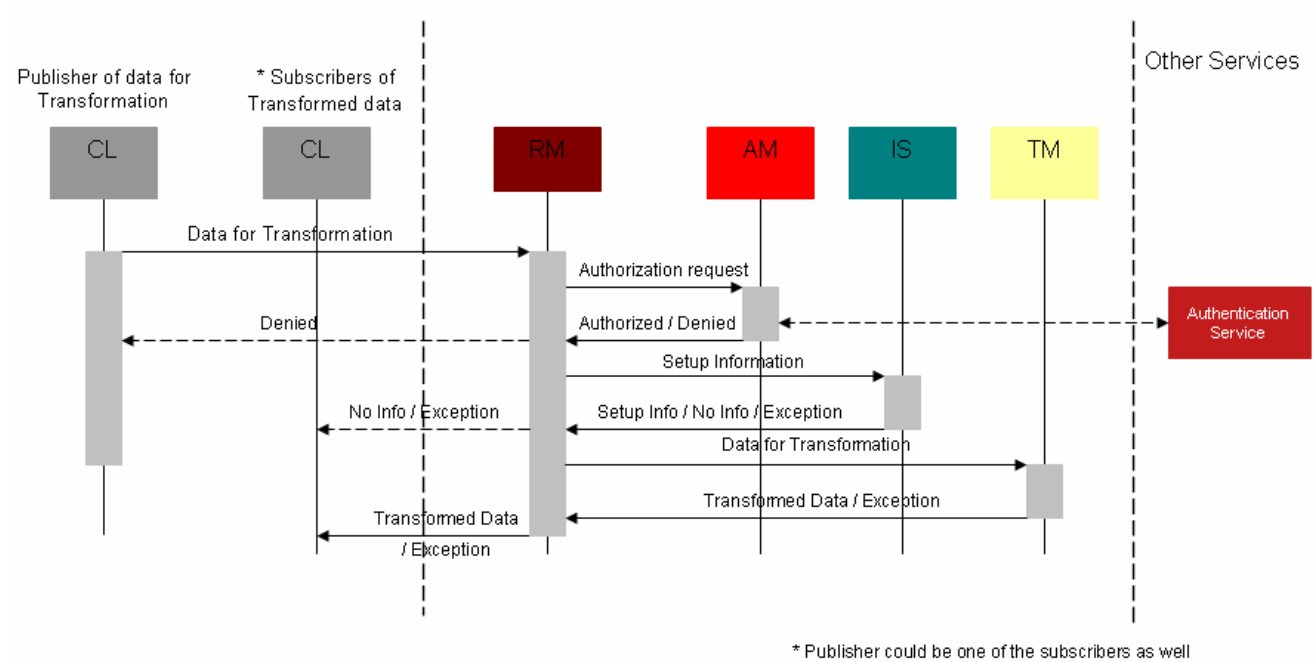 Other Services
Publisher of data for
Transformation
* Subscribers of
Transformed data
CL
CL
RM
AM
IS
TM
Data for Transformation
Authorization request
Denied
Authorized / Denied
Authentication
Service
Setup Information
No Info / Exception
Setup Info / No Info / Exception
Data for Transformation
Transformed Data / Exception
Transformed Data
/ Exception
* Publisher could be one of the subscribers as well